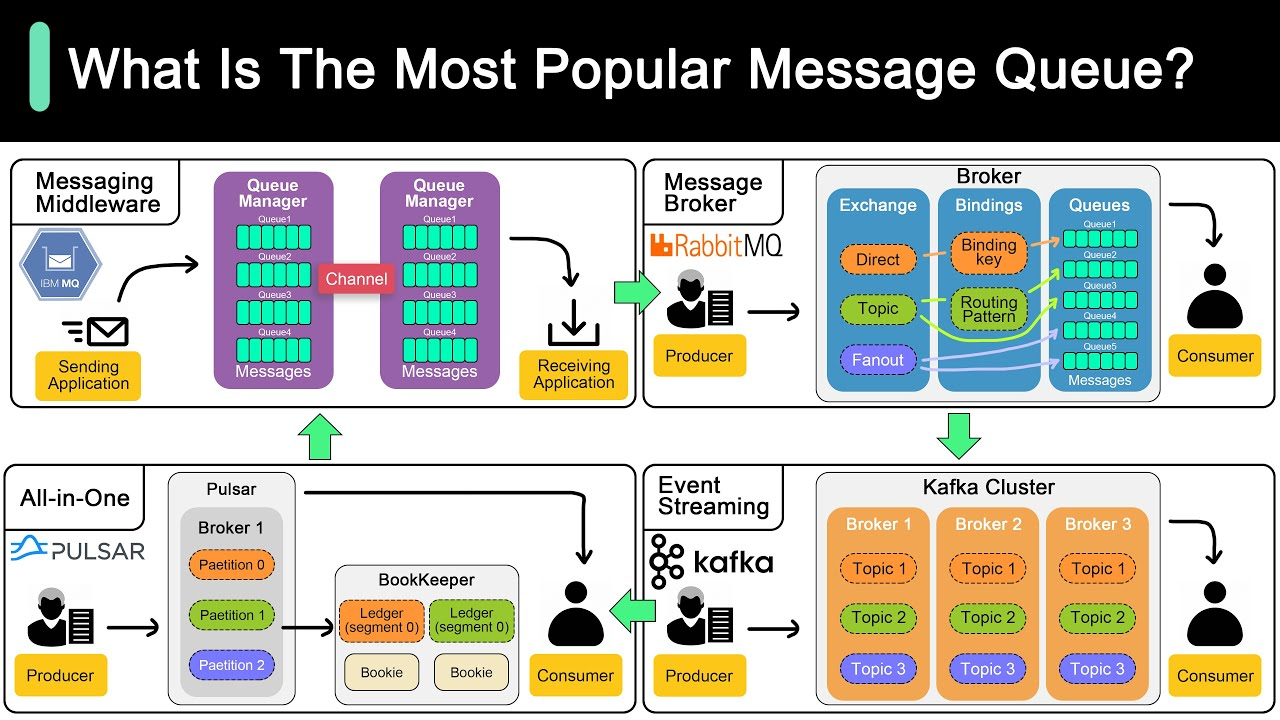 What Is The Most Popular Message Queue?
Messaging
Middleware
IBM MQ
Sending
Application
Queue
Manager
Queue1
Queue2
Queue3
Queue4
Messages
Channel
Queue
Manager
Queue1
Queue2
Queue3
Queue4
Messages
Receiving
Application
Message
Broker
RabbitMQ
Producer
Broker
Exchange
Direct
Topic
Fanout
Bindings
Binding
key
Routing
Pattern
Queues
Queue1
Queue2
Queue3
Queue4
Queue5
Messages
Consumer
All-in-One
PULSAR
Producer
Pulsar
Broker 1
Paetition 0
Paetition 1
Paetition 2
BookKeeper
Ledger
(segment 0)
Ledger
(segment 0)
Bookie
Bookie
Consumer
Event
Streaming
kafka
Producer
Kafka Cluster
Broker 1
Topic 1
Topic 2
Topic 3
Broker 2
Topic 1
Topic 2
Topic 3
Broker 3
Topic 1
Topic 2
Topic 3
Consumer